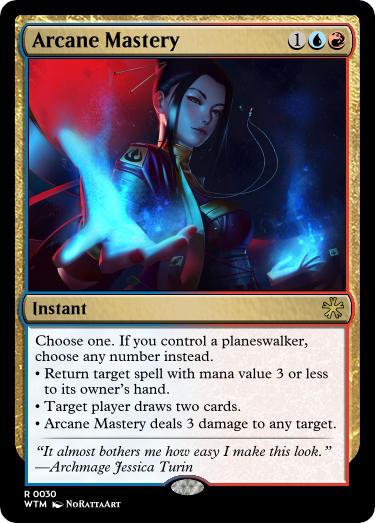 Arcane Mastery 1
Instant
Choose one. If you control a planeswalker,
choose any number instead.
• Return target spell with mana value 3 or less
to its owner's hand.
• Target player draws two cards.
• Arcane Mastery deals 3 damage to any target.
“It almost bothers me how easy I make this look.”
—Archmage Jessica Turin
R 0030
WTM NoRattaArt